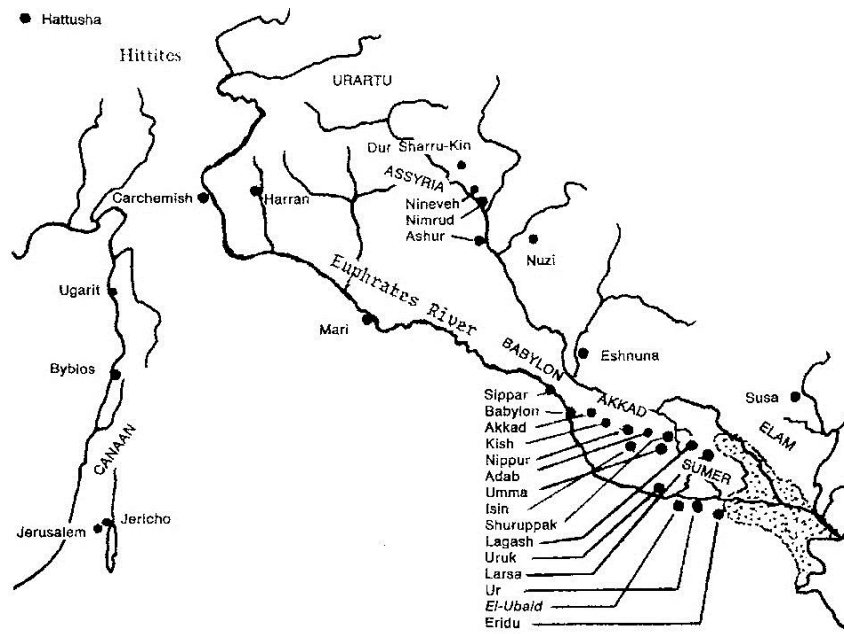 Hattusha
Hittites
URARTU
Dur Sharru-Kin
ASSYRIA
Carchemish
Harran
Nineveh
Nimrud
Ashur
Nuzi
Ugarit
Euphrates River
Mari
BABYLON
Eshnuna
Bybios
Sippar
AKKAD
Susa
Babylon
Akkad
ELAM
Kish
CANAAN
Nippur
SUMER
Adab
Umma
Isin
Shuruppak
Jericho
Jerusalem
Lagash
Uruk
Larsa
Ur
El-Ubaid
Eridu